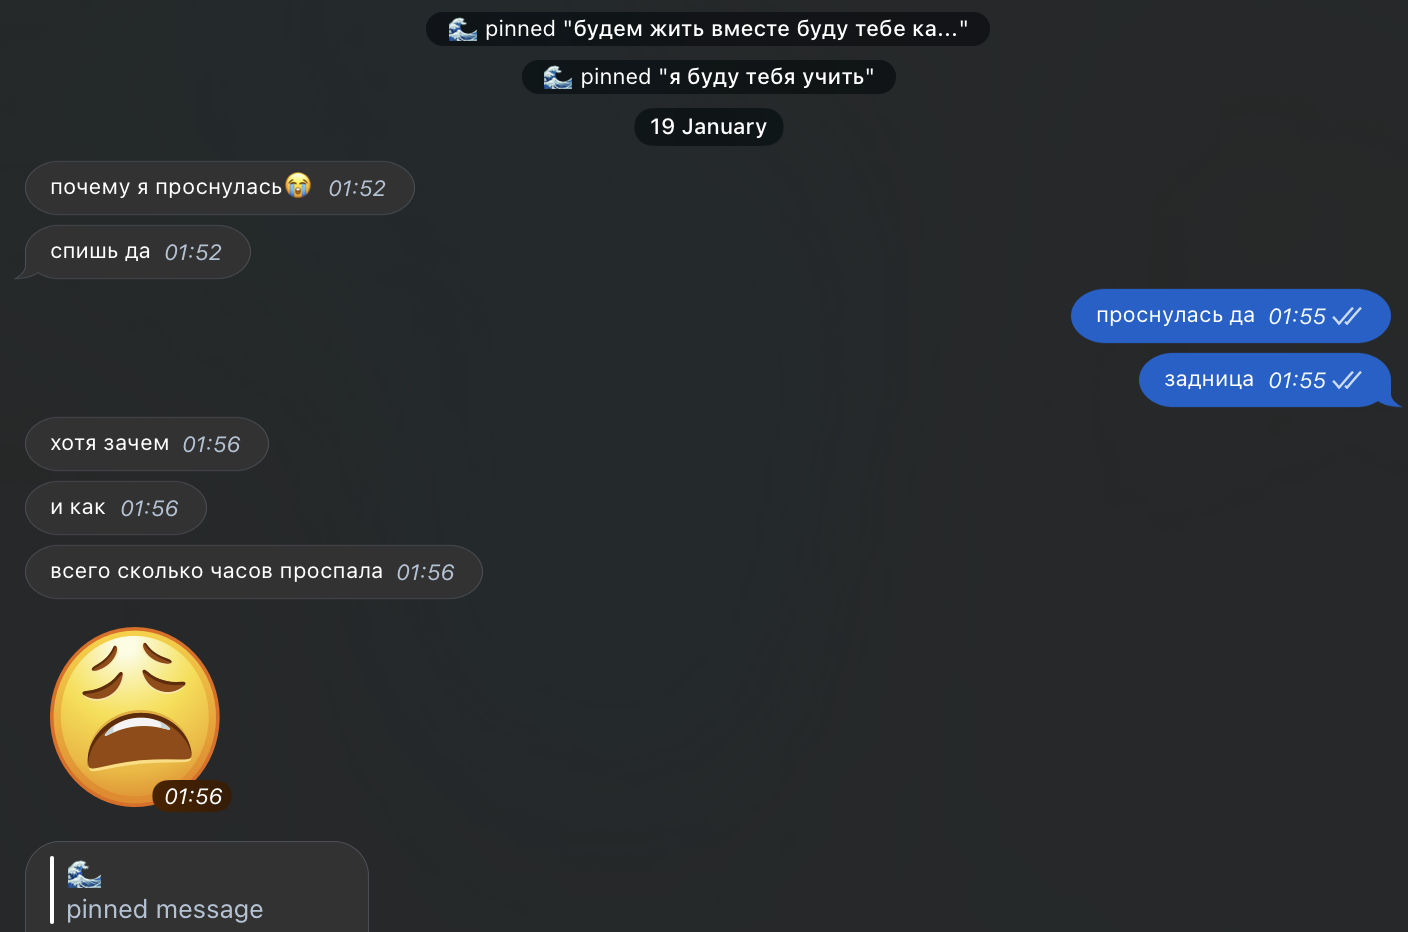 🌊 pinned "будем жить вместе буду тебе ка..."
🌊 pinned "я буду тебя учить"
19 January
почему я проснулась😭 01:52
спишь да 01:52
проснулась да 01:55
задница 01:55
хотя зачем 01:56
и как 01:56
всего сколько часов проспала 01:56
01:56
🌊
pinned message